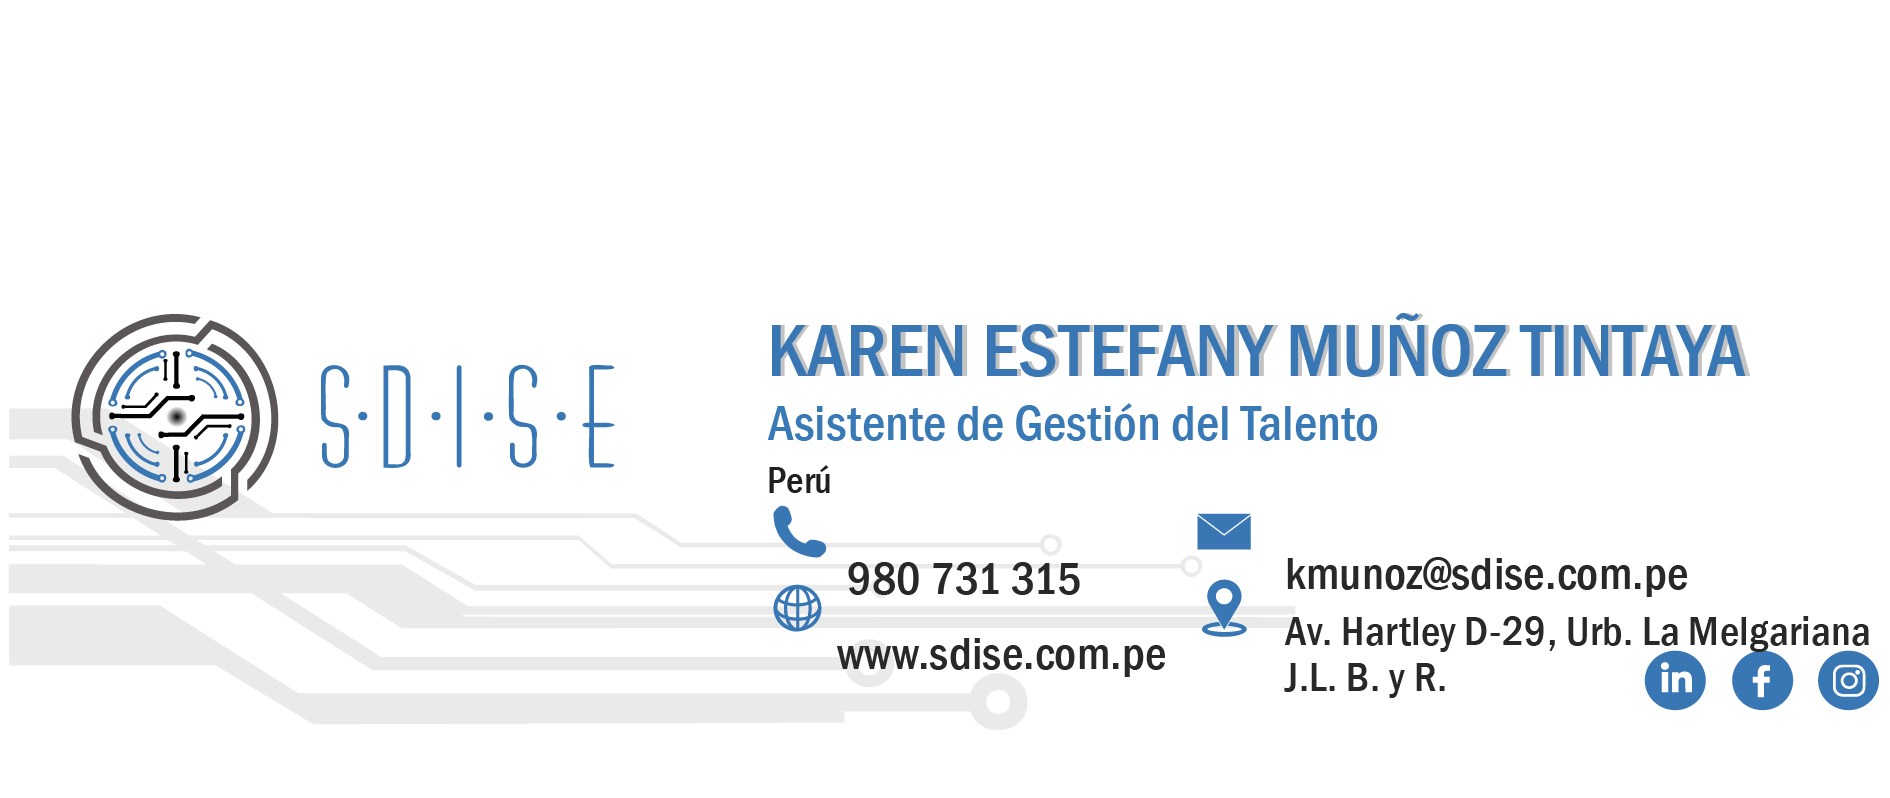 S·D·I·S·E
KAREN ESTEFANY MUÑOZ TINTAYA
Asistente de Gestión del Talento
Perú
980 731 315
kmunoz@sdise.com.pe
www.sdise.com.pe
Av. Hartley D-29, Urb. La Melgariana
J.L. B. y R.
in
f